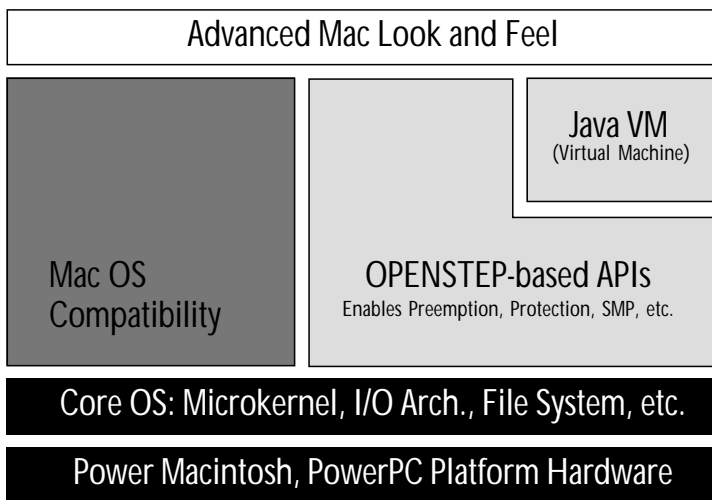 Advanced Mac Look and Feel
Java VM
(Virtual Machine)
Mac OS
Compatibility
OPENSTEP-based APIs
Enables Preemption, Protection, SMP, etc.
Core OS: Microkernel, I/O Arch., File System, etc.
Power Macintosh, PowerPC Platform Hardware